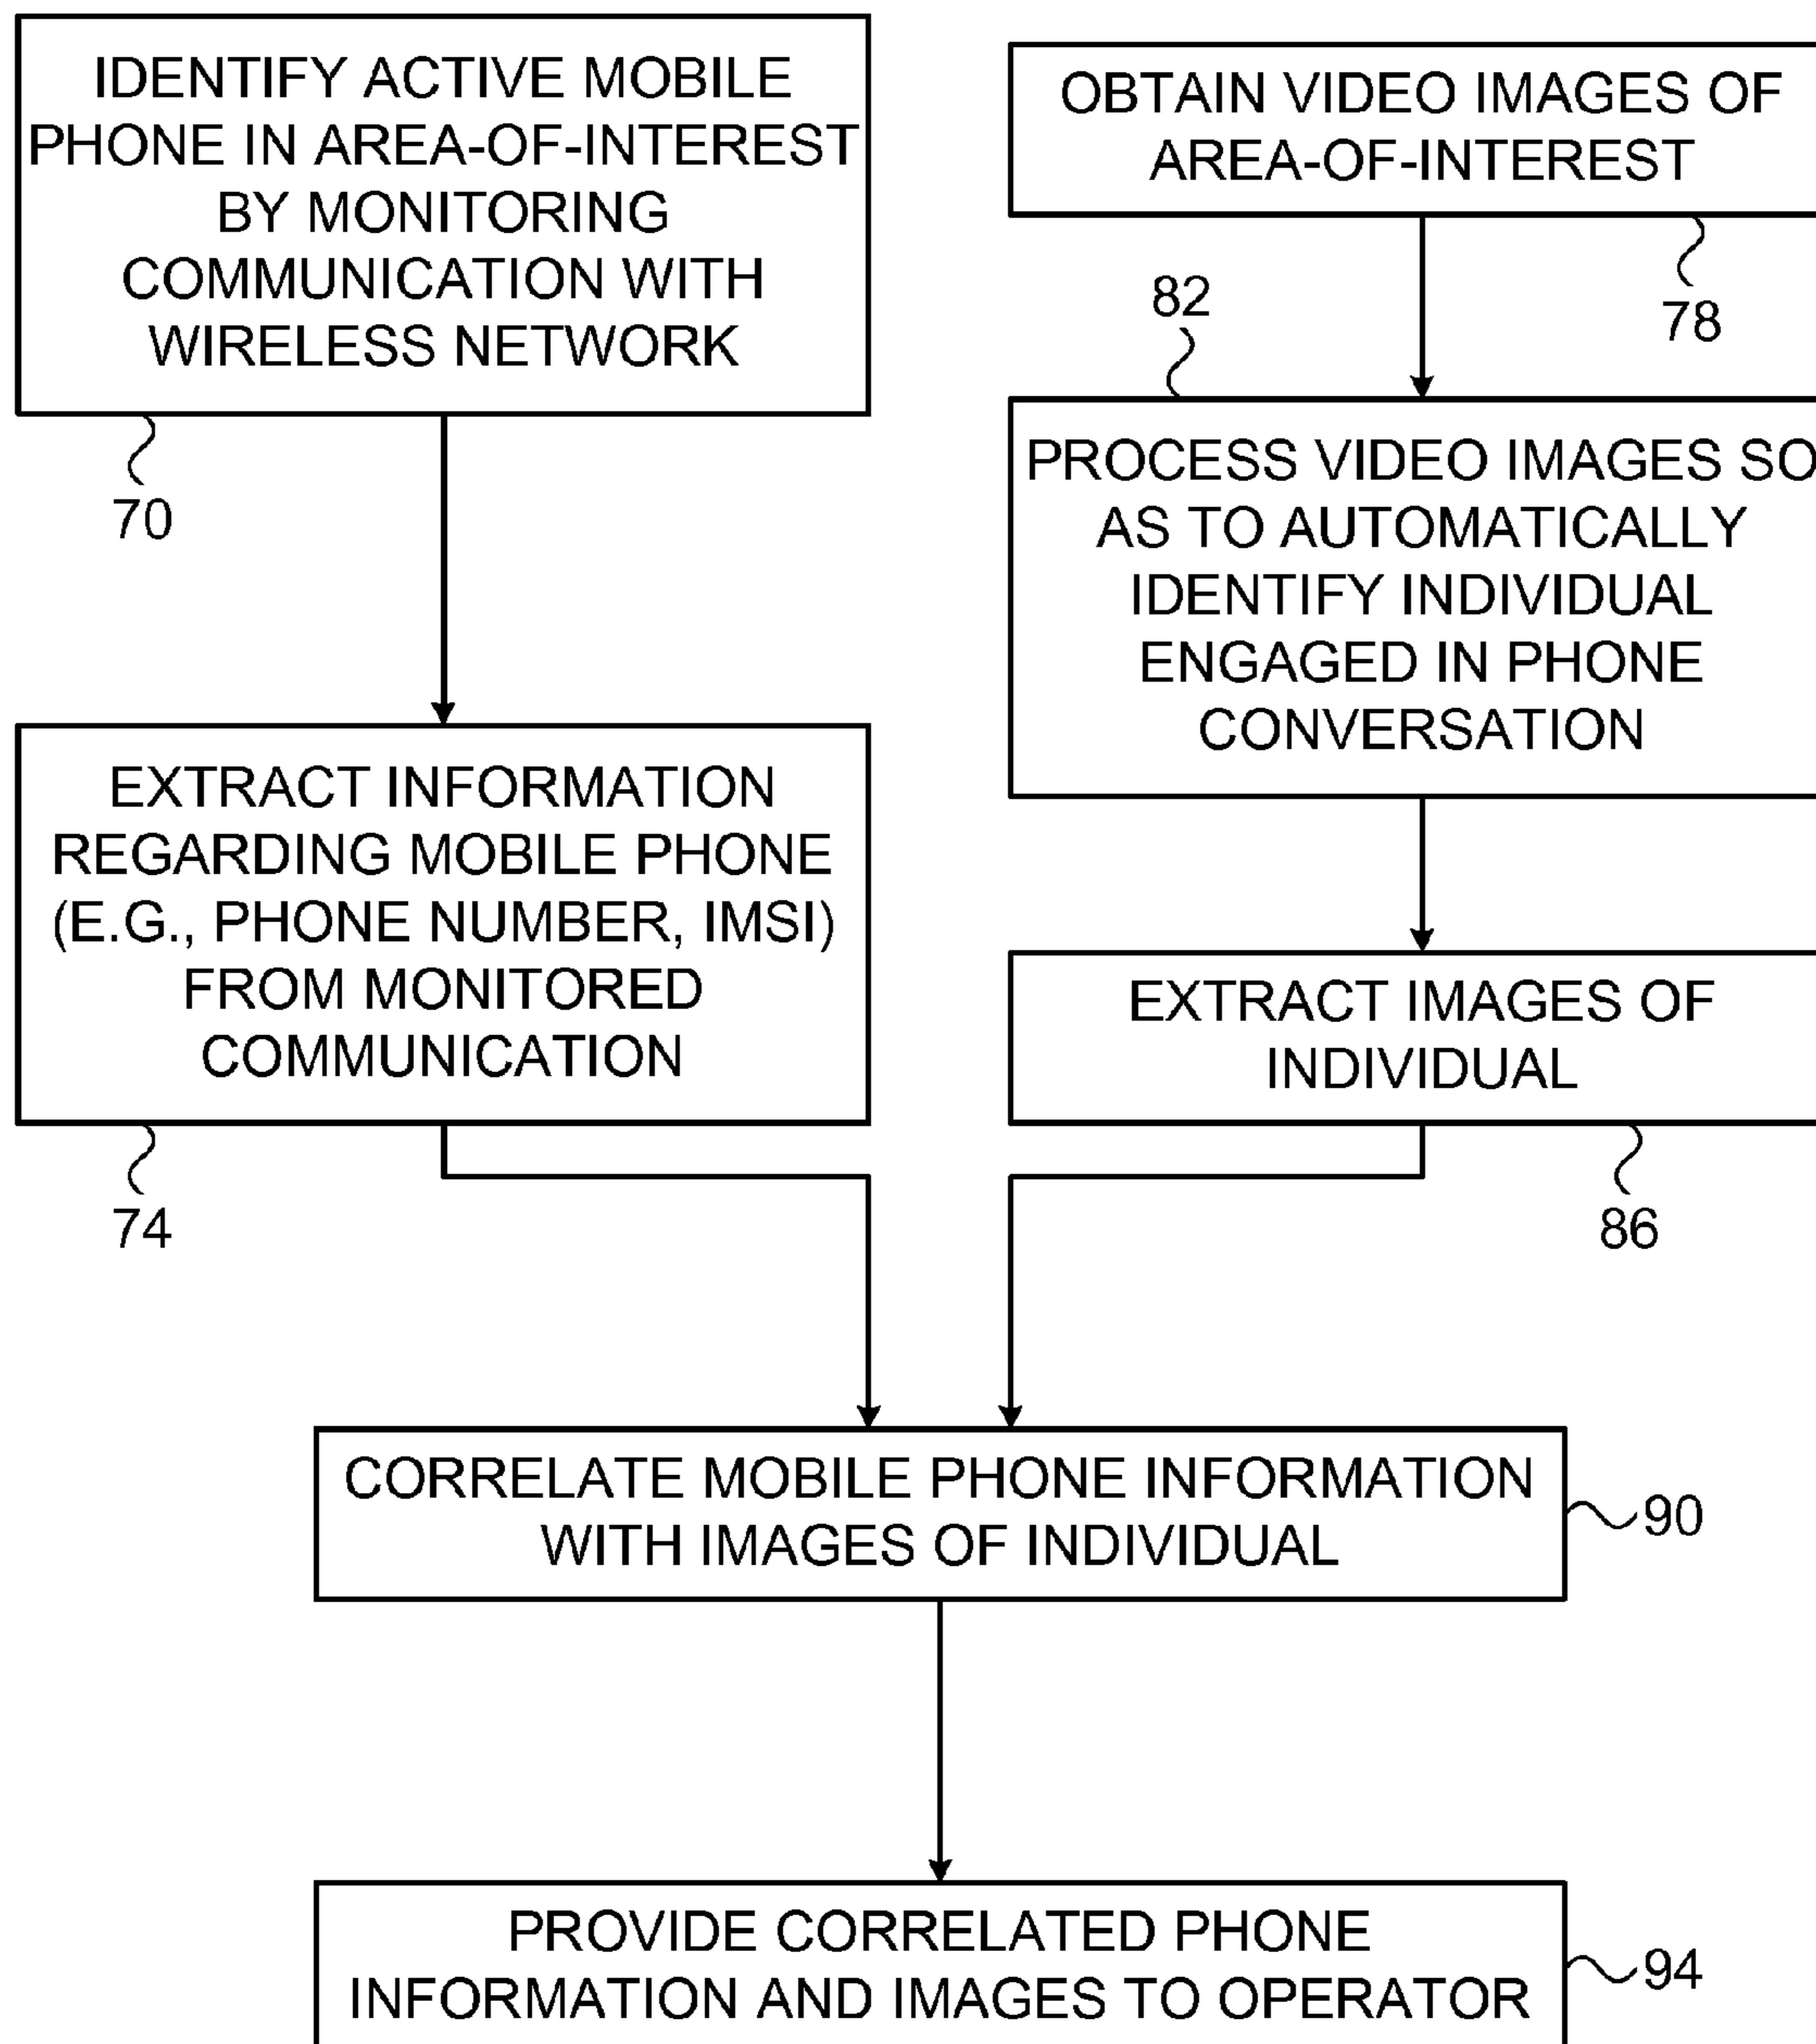 IDENTIFY ACTIVE MOBILE
PHONE IN AREA-OF-INTEREST
BY MONITORING
COMMUNICATION WITH
WIRELESS NETWORK
70
EXTRACT INFORMATION
REGARDING MOBILE PHONE
(E.G., PHONE NUMBER, IMSI)
FROM MONITORED
COMMUNICATION
74
OBTAIN VIDEO IMAGES OF
AREA-OF-INTEREST
78
82
PROCESS VIDEO IMAGES SO
AS TO AUTOMATICALLY
IDENTIFY INDIVIDUAL
ENGAGED IN PHONE
CONVERSATION
EXTRACT IMAGES OF
INDIVIDUAL
86
CORRELATE MOBILE PHONE INFORMATION
WITH IMAGES OF INDIVIDUAL
90
PROVIDE CORRELATED PHONE
INFORMATION AND IMAGES TO OPERATOR
94